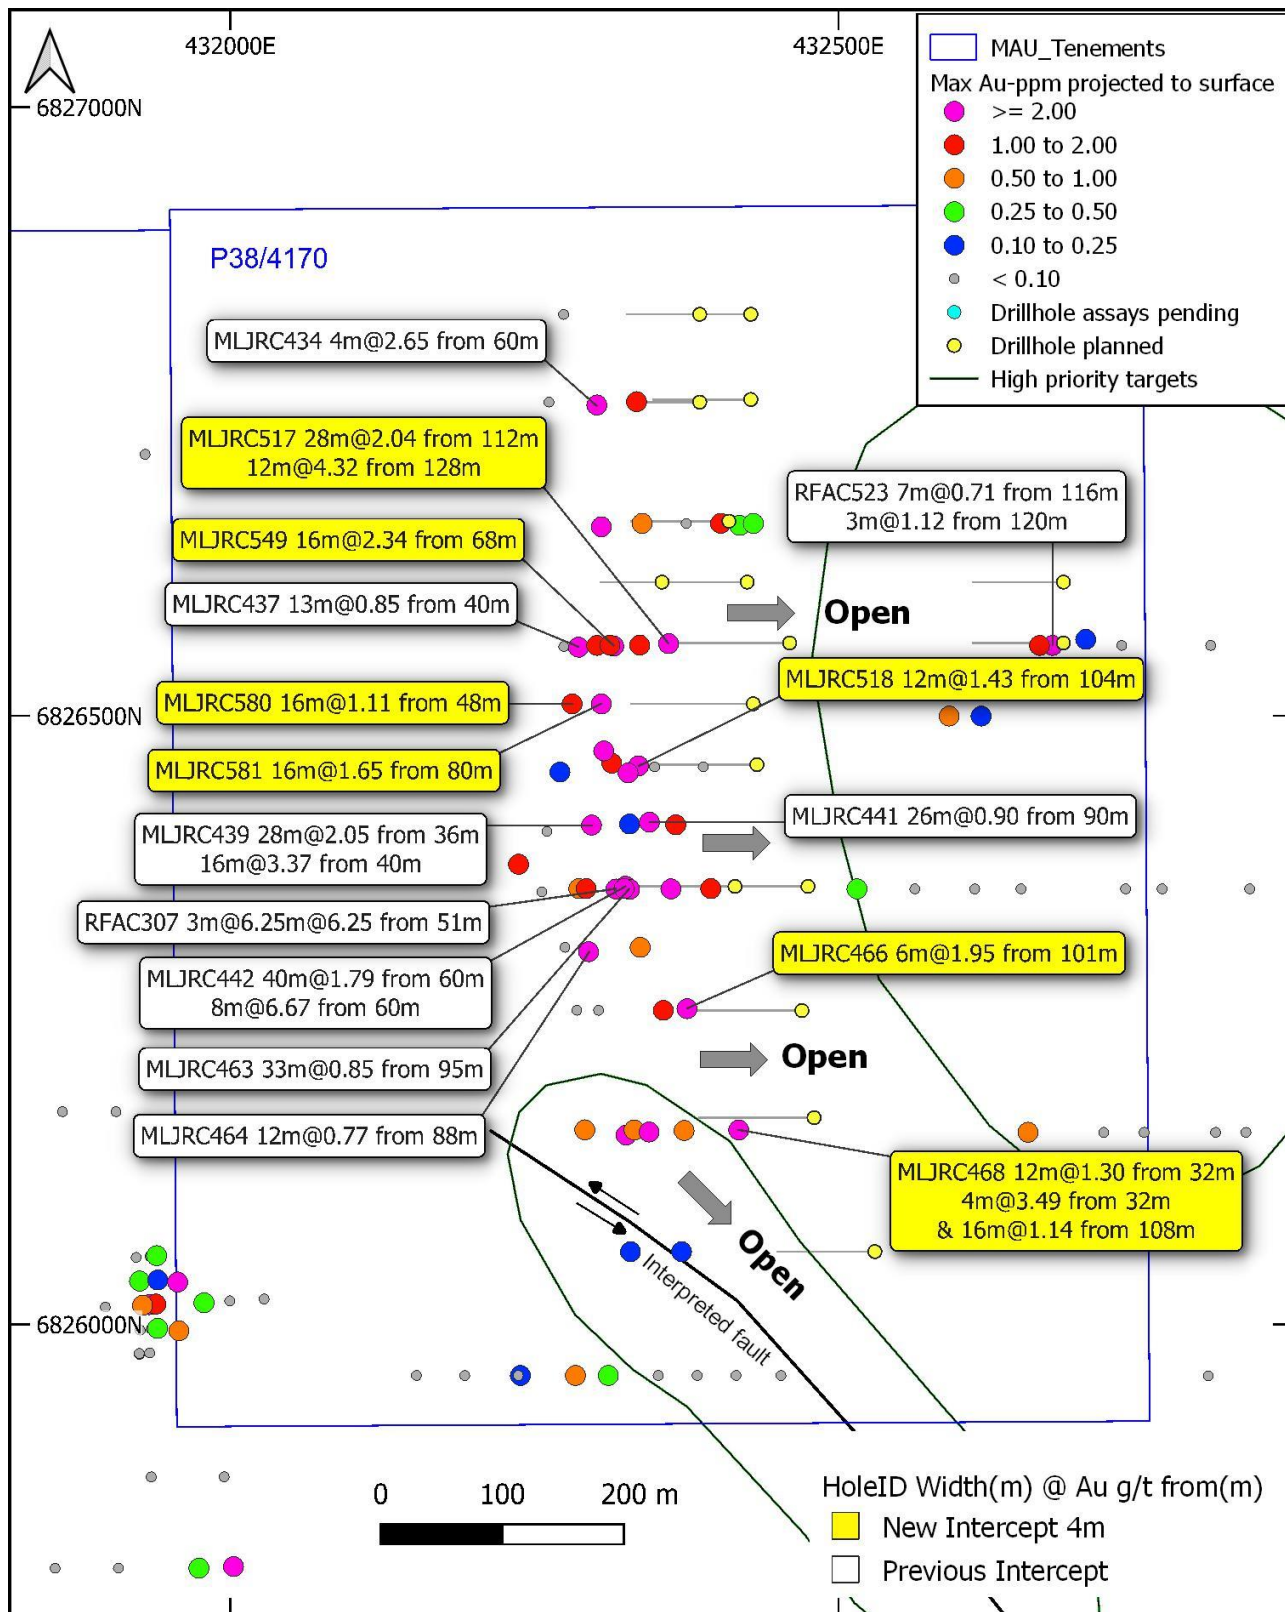 432000E
432500E
6827000N
MAU_Tenements
Max Au-ppm projected to surface
>= 2.00
1.00 to 2.00
0.50 to 1.00
0.25 to 0.50
0.10 to 0.25
< 0.10
Drillhole assays pending
Drillhole planned
High priority targets
P38/4170
MLJRC434 4m@2.65 from 60m
MLJRC517 28m@2.04 from 112m
12m@4.32 from 128m
RFAC523 7m@0.71 from 116m
3m@1.12 from 120m
MLJRC549 16m@2.34 from 68m
MLJRC437 13m@0.85 from 40m
Open
MLJRC518 12m@1.43 from 104m
MLJRC580 16m@1.11 from 48m
6826500N
MLJRC581 16m@1.65 from 80m
MLJRC441 26m@0.90 from 90m
MLJRC439 28m@2.05 from 36m
16m@3.37 from 40m
RFAC307 3m@6.25m@6.25 from 51m
MLJRC466 6m@1.95 from 101m
MLJRC442 40m@1.79 from 60m
8m@6.67 from 60m
Open
MLJRC463 33m@0.85 from 95m
MLJRC464 12m@0.77 from 88m
MLJRC468 12m@1.30 from 32m
4m@3.49 from 32m
& 16m@1.14 from 108m
Open
Interpreted fault
6826000N
0 100 200 m
HoleID Width(m) @ Au g/t from(m)
New Intercept 4m
Previous Intercept